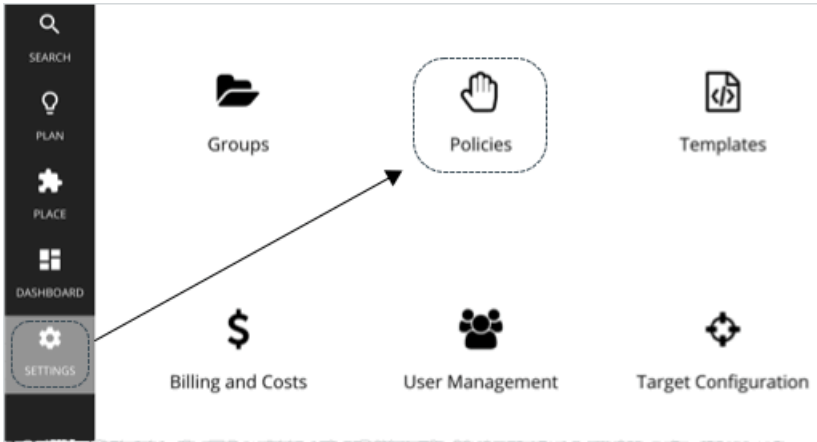 SEARCH
PLAN
PLACE
DASHBOARD
SETTINGS
Groups
Policies
Templates
Billing and Costs
User Management
Target Configuration